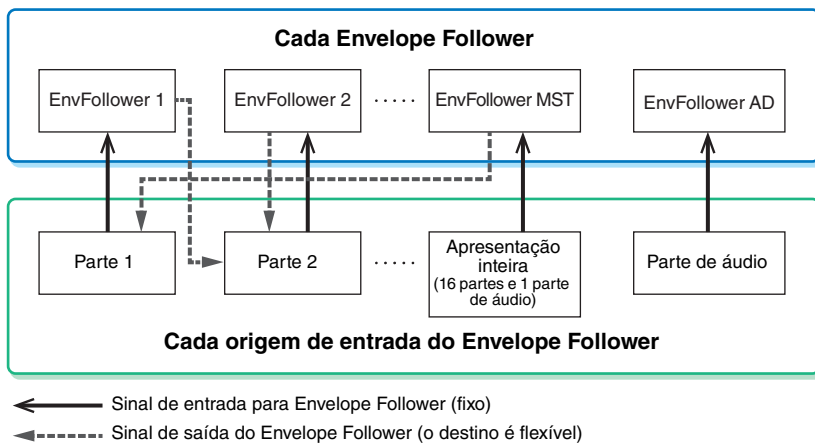 Cada Envelope Follower
EnvFollower 1
EnvFollower 2
.....
EnvFollower MST
EnvFollower AD
Parte 1
Parte 2
.....
Apresentação
inteira
(16 partes e 1 parte
de áudio)
Parte de áudio
Cada origem de entrada do Envelope Follower
Sinal de entrada para Envelope Follower (fixo)
Sinal de saída do Envelope Follower (o destino é flexível)